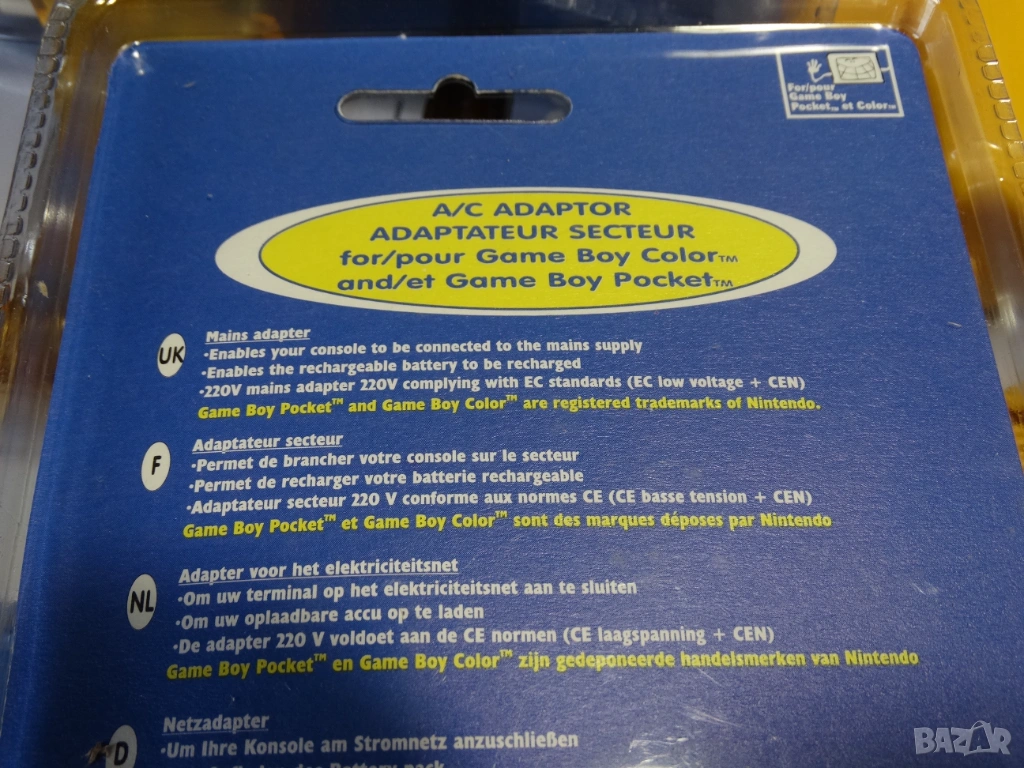 For/pour
Game Boy
Pocket™ et Color™
A/C ADAPTOR
ADAPTATEUR SECTEUR
for/pour Game Boy Color™
and/et Game Boy Pocket™
UK
Mains adapter
•Enables your console to be connected to the mains supply
•Enables the rechargeable battery to be recharged
•220V mains adapter 220V complying with EC standards (EC low voltage + CEN)
Game Boy Pocket™ and Game Boy Color™ are registered trademarks of Nintendo.
F
Adaptateur secteur
•Permet de brancher votre console sur le secteur
•Permet de recharger votre batterie rechargeable
•Adaptateur secteur 220 V conforme aux normes CE (CE basse tension + CEN)
Game Boy Pocket™ et Game Boy Color™ sont des marques déposes par Nintendo
NL
Adapter voor het elektriciteitsnet
•Om uw terminal op het elektriciteitsnet aan te sluiten
•Om uw oplaadbare accu op te laden
•De adapter 220 V voldoet aan de CE normen (CE laagspanning + CEN)
Game Boy Pocket™ en Game Boy Color™ zijn gedeponeerde handelsmerken van Nintendo
D
Netzadapter
•Um Ihre Konsole am Stromnetz anzuschließen
Battery pack
BAZAR